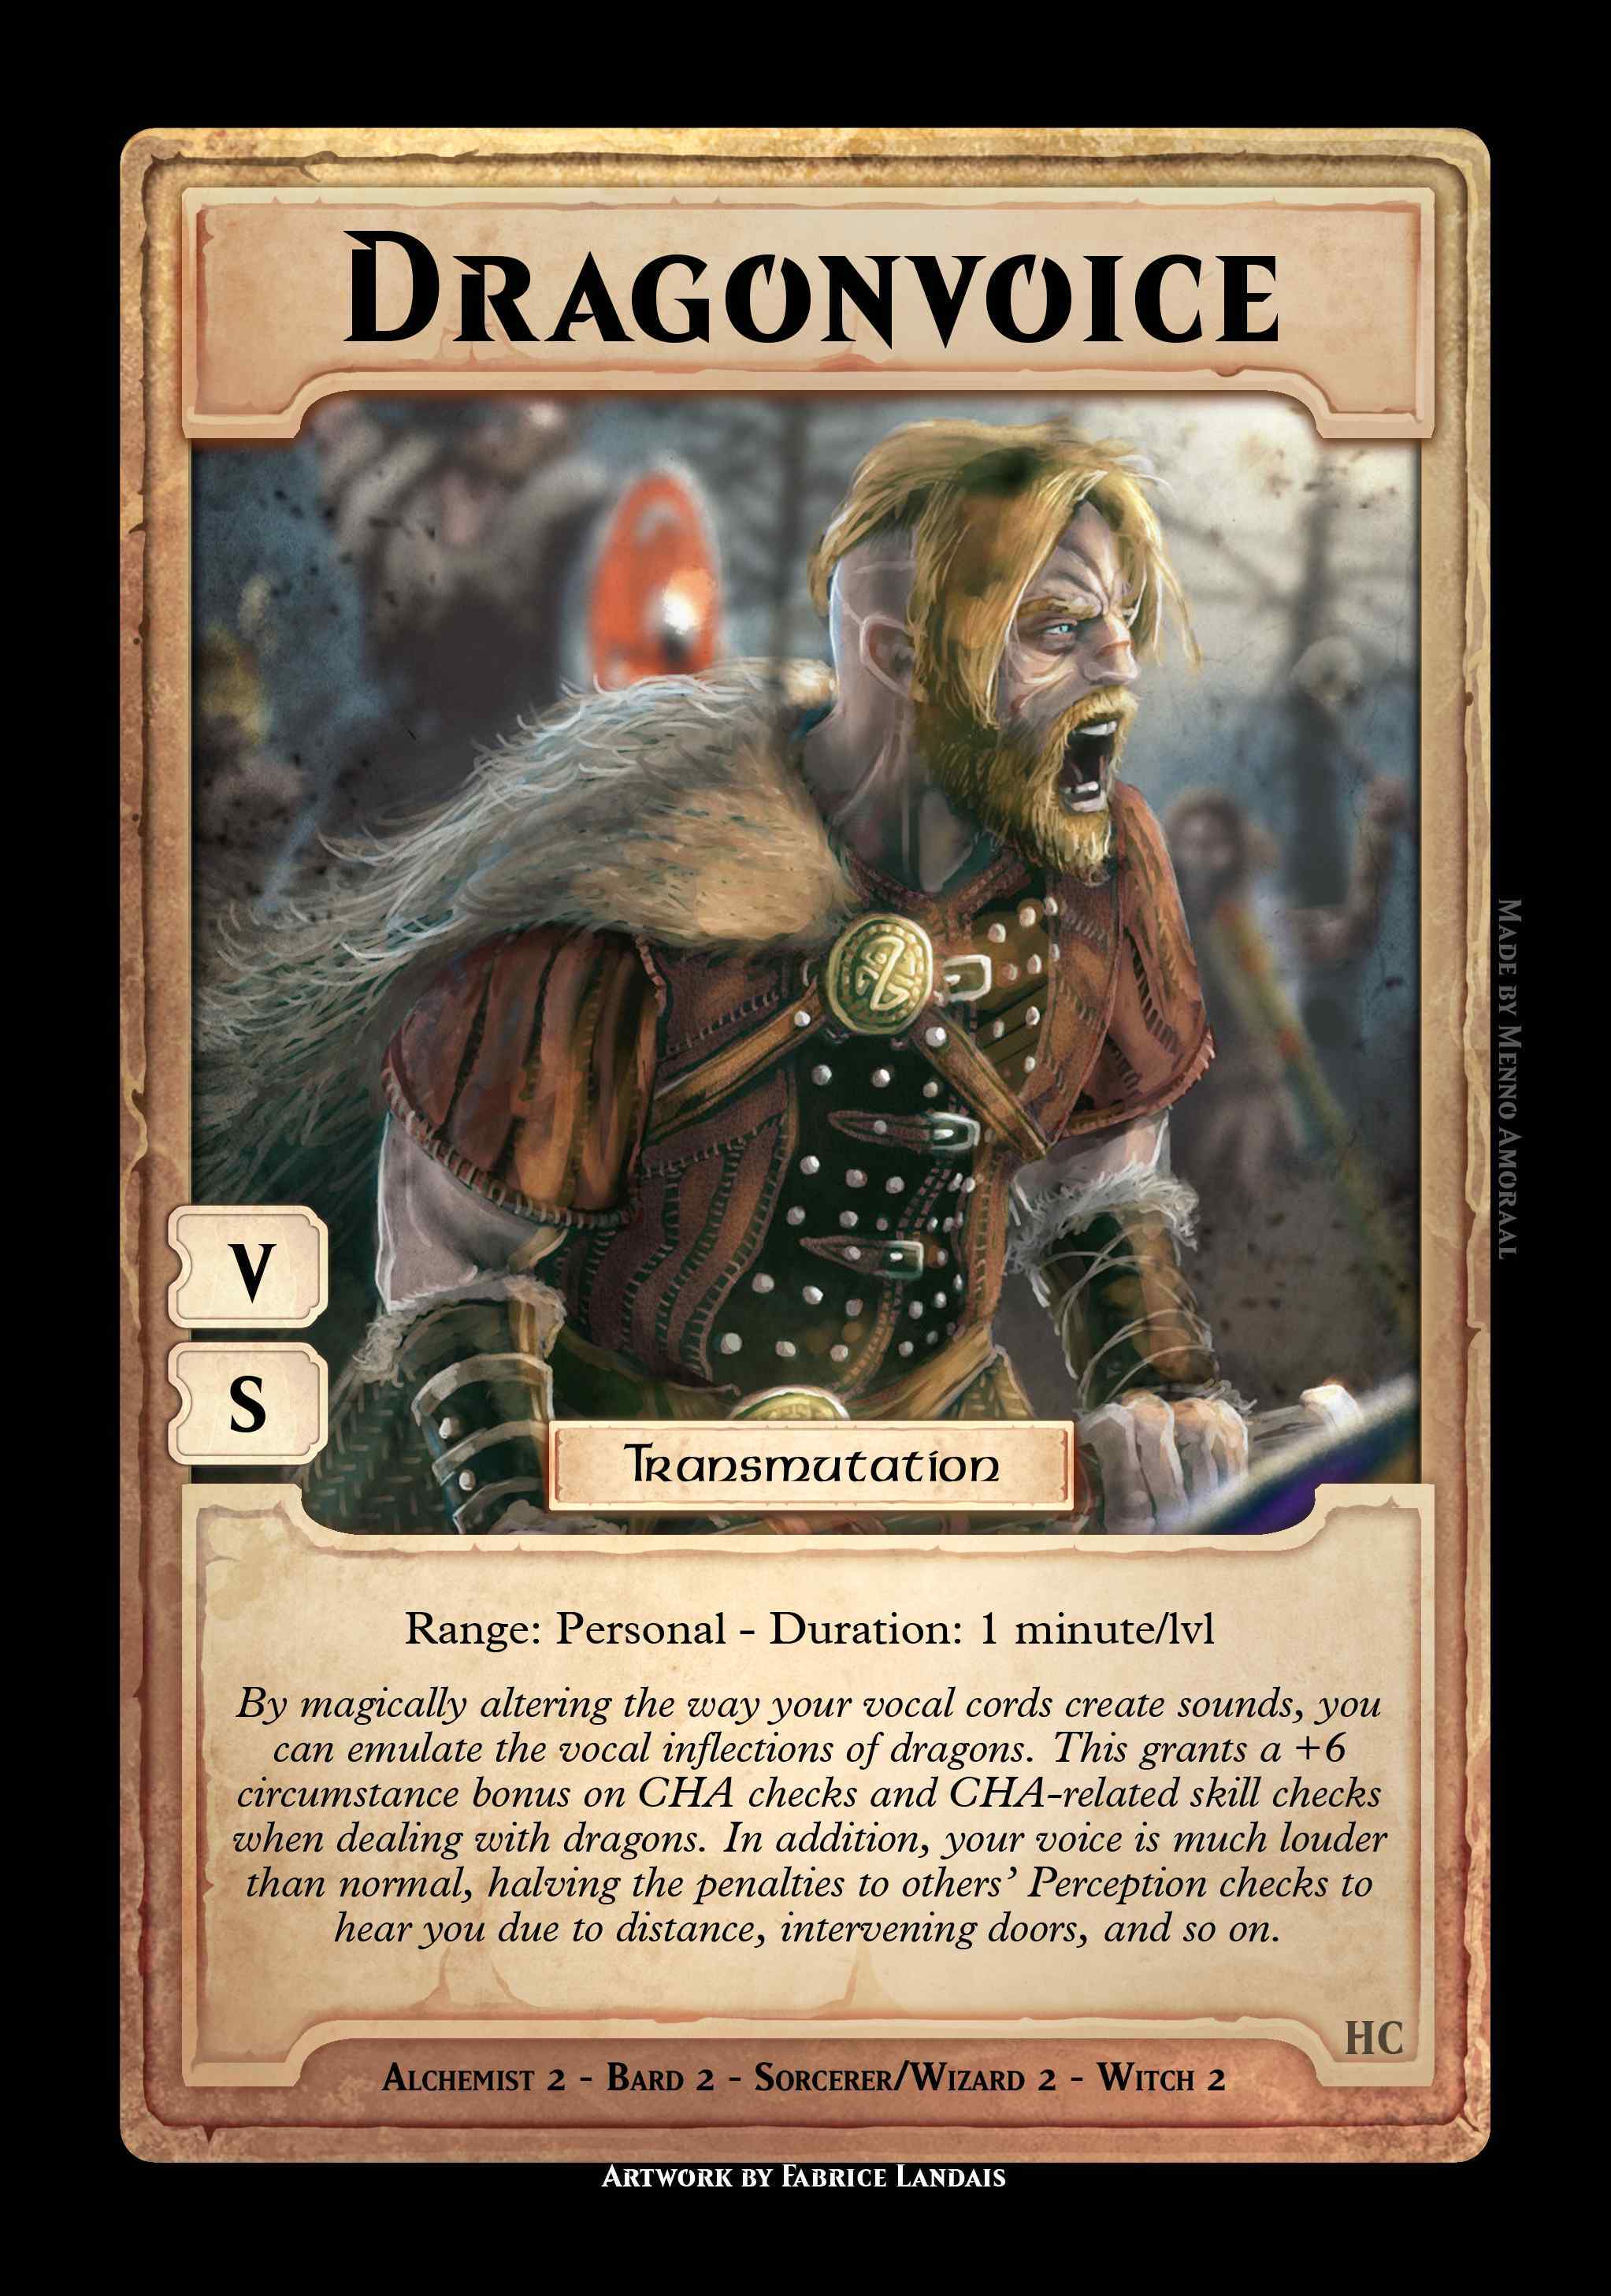 Dragonvoice
V
S
Transmutation
Range: Personal - Duration: 1 minute/lvl
By magically altering the way your vocal cords create sounds, you
can emulate the vocal inflections of dragons. This grants a +6
circumstance bonus on CHA checks and CHA-related skill checks
when dealing with dragons. In addition, your voice is much louder
than normal, halving the penalties to others’ Perception checks to
hear you due to distance, intervening doors, and so on.
HC
Alchemist 2 - Bard 2 - Sorcerer/Wizard 2 - Witch 2
Artwork by Fabrice Landais
Made by Menno Amoraal